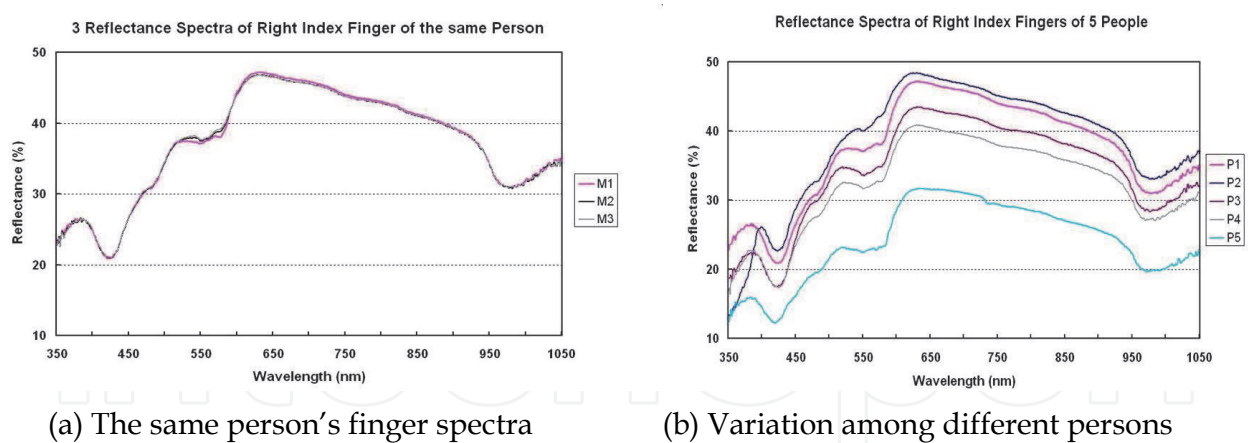 3 Reflectance Spectra of Right Index Finger of the same Person
50
40
30
20
10
Reflectance (%)
350 450 550 650 750 850 950 1050
Wavelength (nm)
M1
M2
M3
(a) The same person’s finger spectra
Reflectance Spectra of Right Index Fingers of 5 People
50
40
30
20
10
Reflectance (%)
350 450 550 650 750 850 950 1050
Wavelength (nm)
P1
P2
P3
P4
P5
(b) Variation among different persons